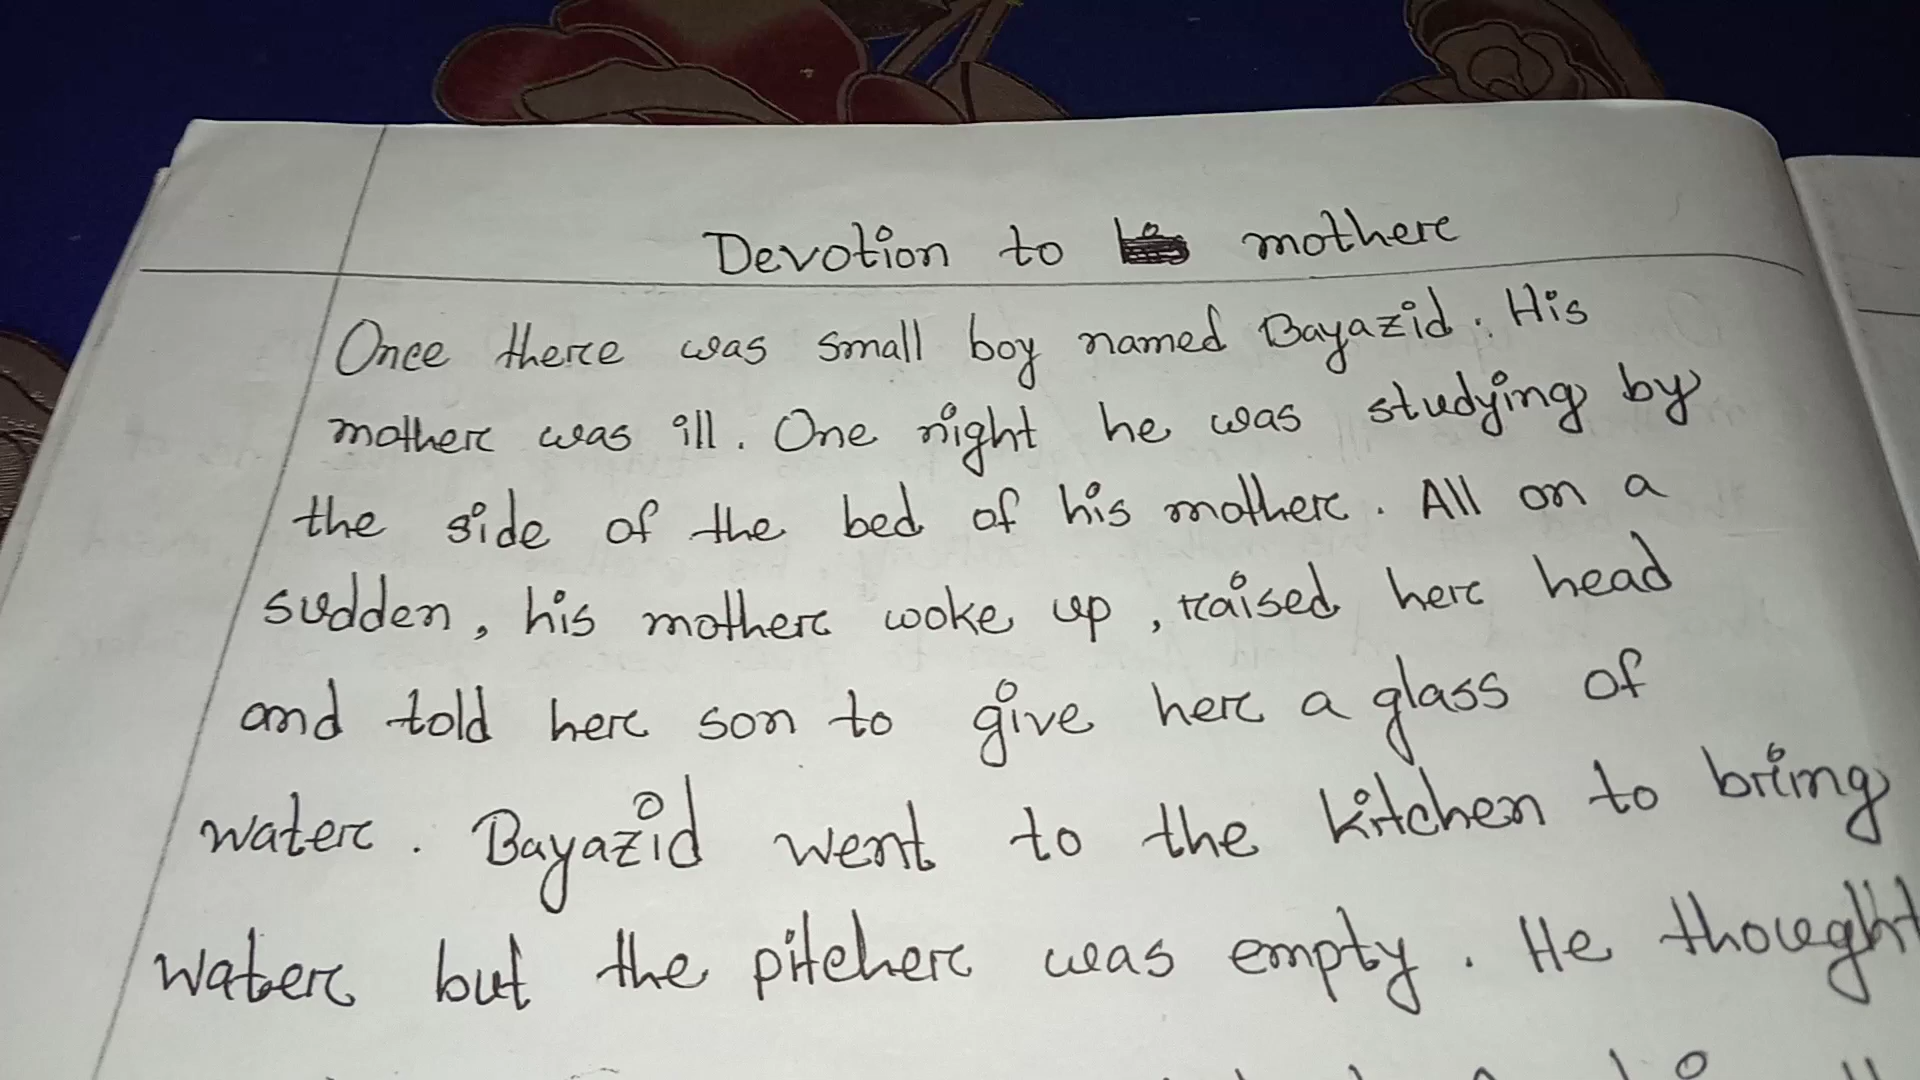 Devotion to mother
Once there was small boy named Bayazid. His
mother was ill. One night he was studying by
the side of the bed of his mother. All on a
sudden, his mother woke up, raised her head
and told her son to give her a glass of
water. Bayazid went to the kitchen to bring
water but the pitcher was empty. He thought